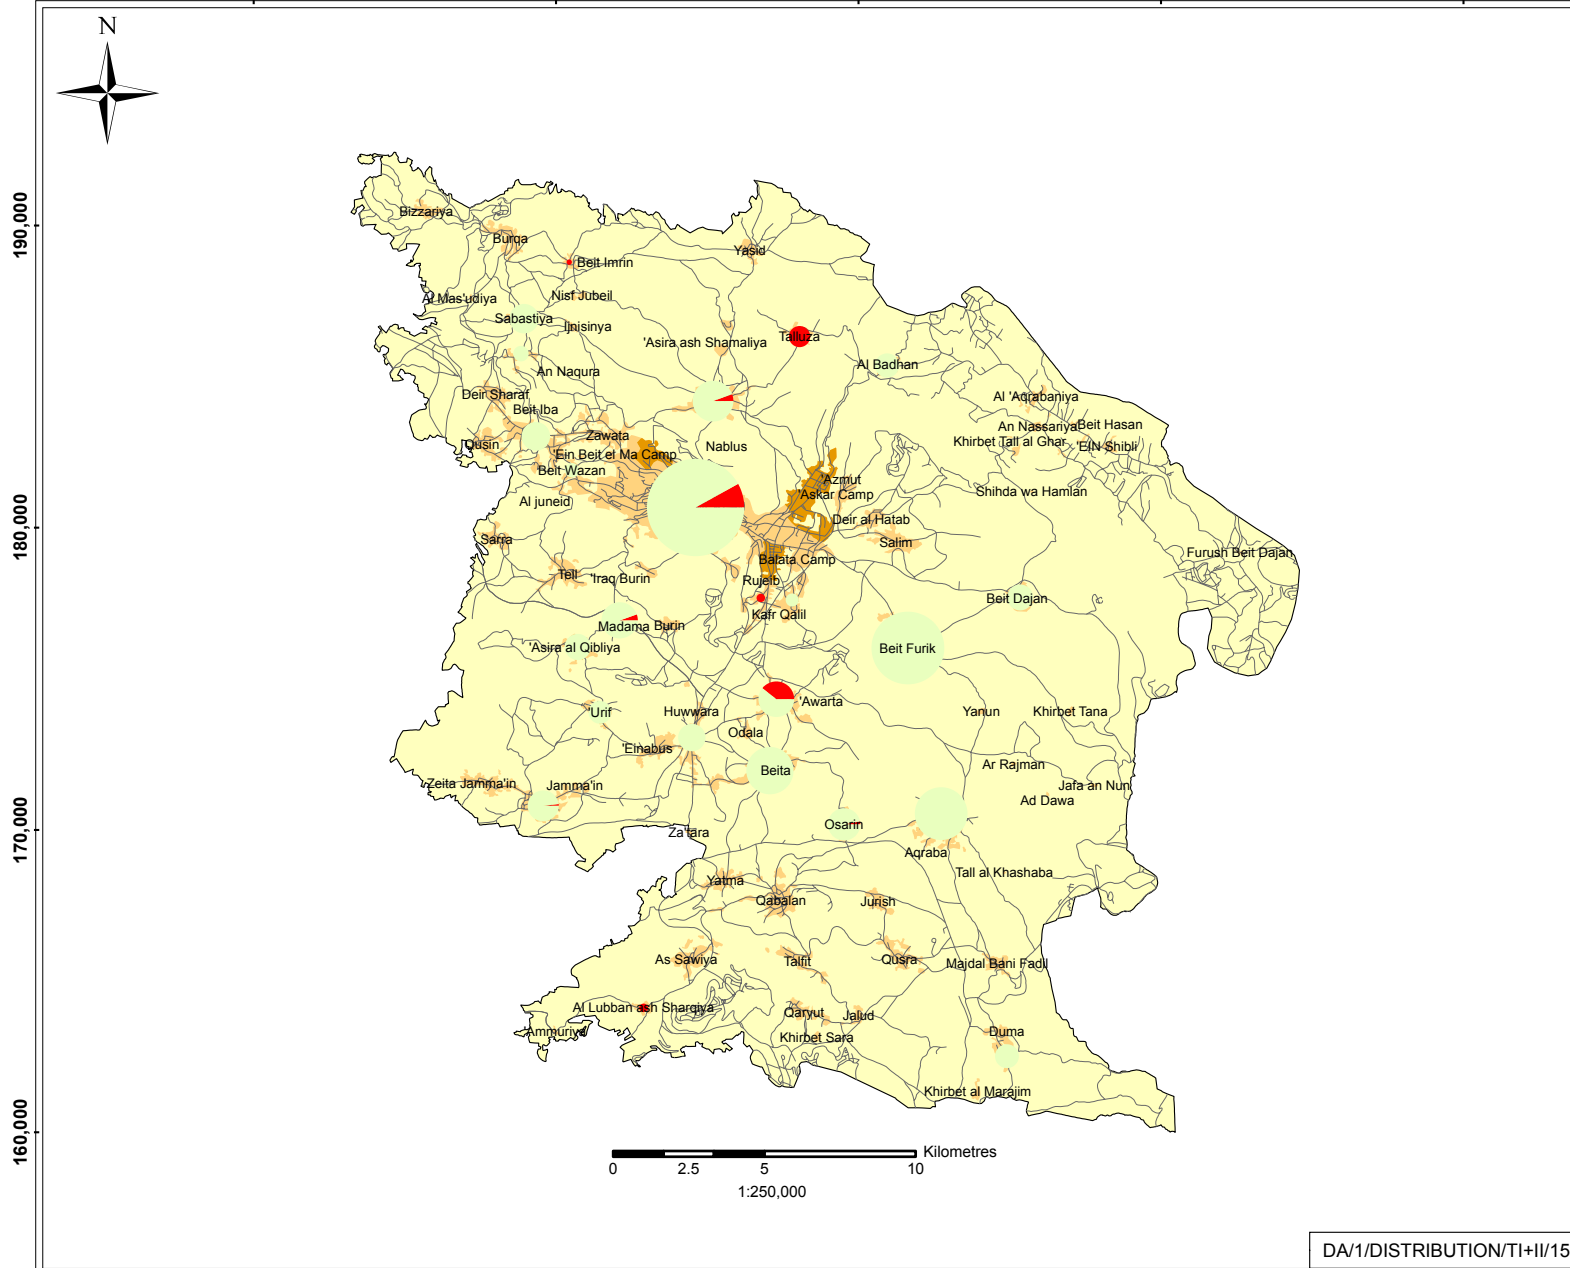 N
190,000
180,000
170,000
160,000
Bizzariya
Burqa
Yasid
Beit Imrin
Nisf Jubeil
Al Mas'udiya
Sabastiya
Ijnisinya
Talluza
'Asira ash Shamaliya
Al Badhan
An Naqura
Deir Sharaf
Al 'Aqrabaniya
Beit Iba
An Nassariya
Beit Hasan
Zawata
Khirbet Tall al Ghar
'EIN Shibli
Qusin
Nablus
'Ein Beit el Ma Camp
Beit Wazan
'Azmut
'Askar Camp
Shihda wa Hamlan
Al juneid
Deir al Hatab
Sarra
Salim
Furush Beit Dajan
Balata Camp
Tell
'Iraq Burin
Rujeib
Beit Dajan
Kafr Qalil
Madama
Burin
'Asira al Qibliya
Beit Furik
'Awarta
'Urif
Huwwara
Yanun
Khirbet Tana
Odala
'Einabus
Beita
Ar Rajman
Zeita Jamma'in
Jamma'in
Jafa an Nun
Ad Dawa
Osarin
Za'tara
Aqraba
Tall al Khashaba
Yatma
Qabalan
Jurish
As Sawiya
Talfit
Qusra
Majdal Bani Fadil
Al Lubban ash Sharqiya
Qaryut
Jalud
'Ammuriya
Khirbet Sara
Duma
Khirbet al Marajim
Kilometres
0 2.5 5 10
1:250,000
DA/1/DISTRIBUTION/TI+II/15